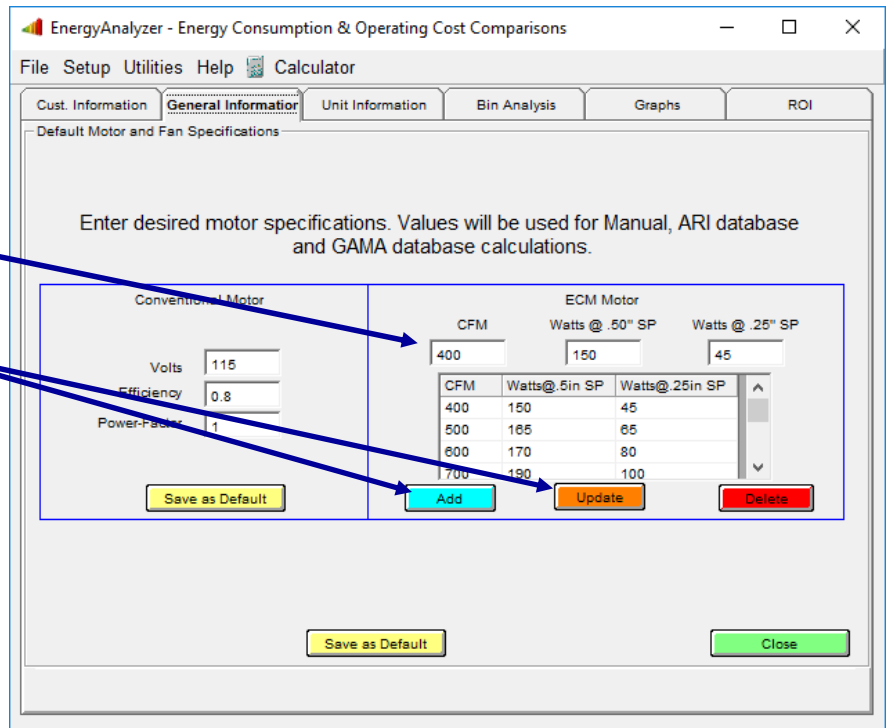 EnergyAnalyzer - Energy Consumption & Operating Cost Comparisons
File Setup Utilities Help Calculator
Cust. Information General Information Unit Information Bin Analysis Graphs ROI
Default Motor and Fan Specifications
Enter desired motor specifications. Values will be used for Manual, ARI database
and GAMA database calculations.
Conventional Motor
Volts 115
Efficiency 0.8
Power-Factor 1
Save as Default
ECM Motor
CFM Watts @ .50" SP Watts @ .25" SP
400 150 45
CFM Watts@.5in SP Watts@.25in SP
400 150 45
500 165 65
600 170 80
700 190 100
Add Update Delete
Save as Default Close